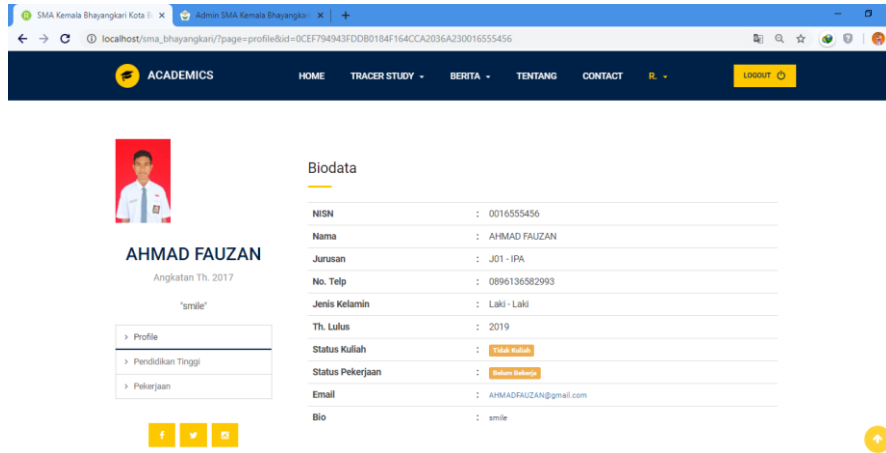 SMA Kemala Bhayangkari Kota B
Admin SMA Kemala Bhayangkar
localhost/sma_bhayangkari/?page=profile&id=0CEF794943FDDB0184F164CCA2036A230016555456
ACADEMICS
HOME TRACER STUDY BERITA TENTANG CONTACT R. LOGOUT
AHMAD FAUZAN
Angkatan Th. 2017
"smile"
> Profile
> Pendidikan Tinggi
> Pekerjaan
Biodata
NISN : 0016555456
Nama : AHMAD FAUZAN
Jurusan : J01 - IPA
No. Telp : 0896136582993
Jenis Kelamin : Laki - Laki
Th. Lulus : 2019
Status Kuliah : Tidak Kuliah
Status Pekerjaan : Belum Bekerja
Email : AHMADFAUZAN@gmail.com
Bio : smile